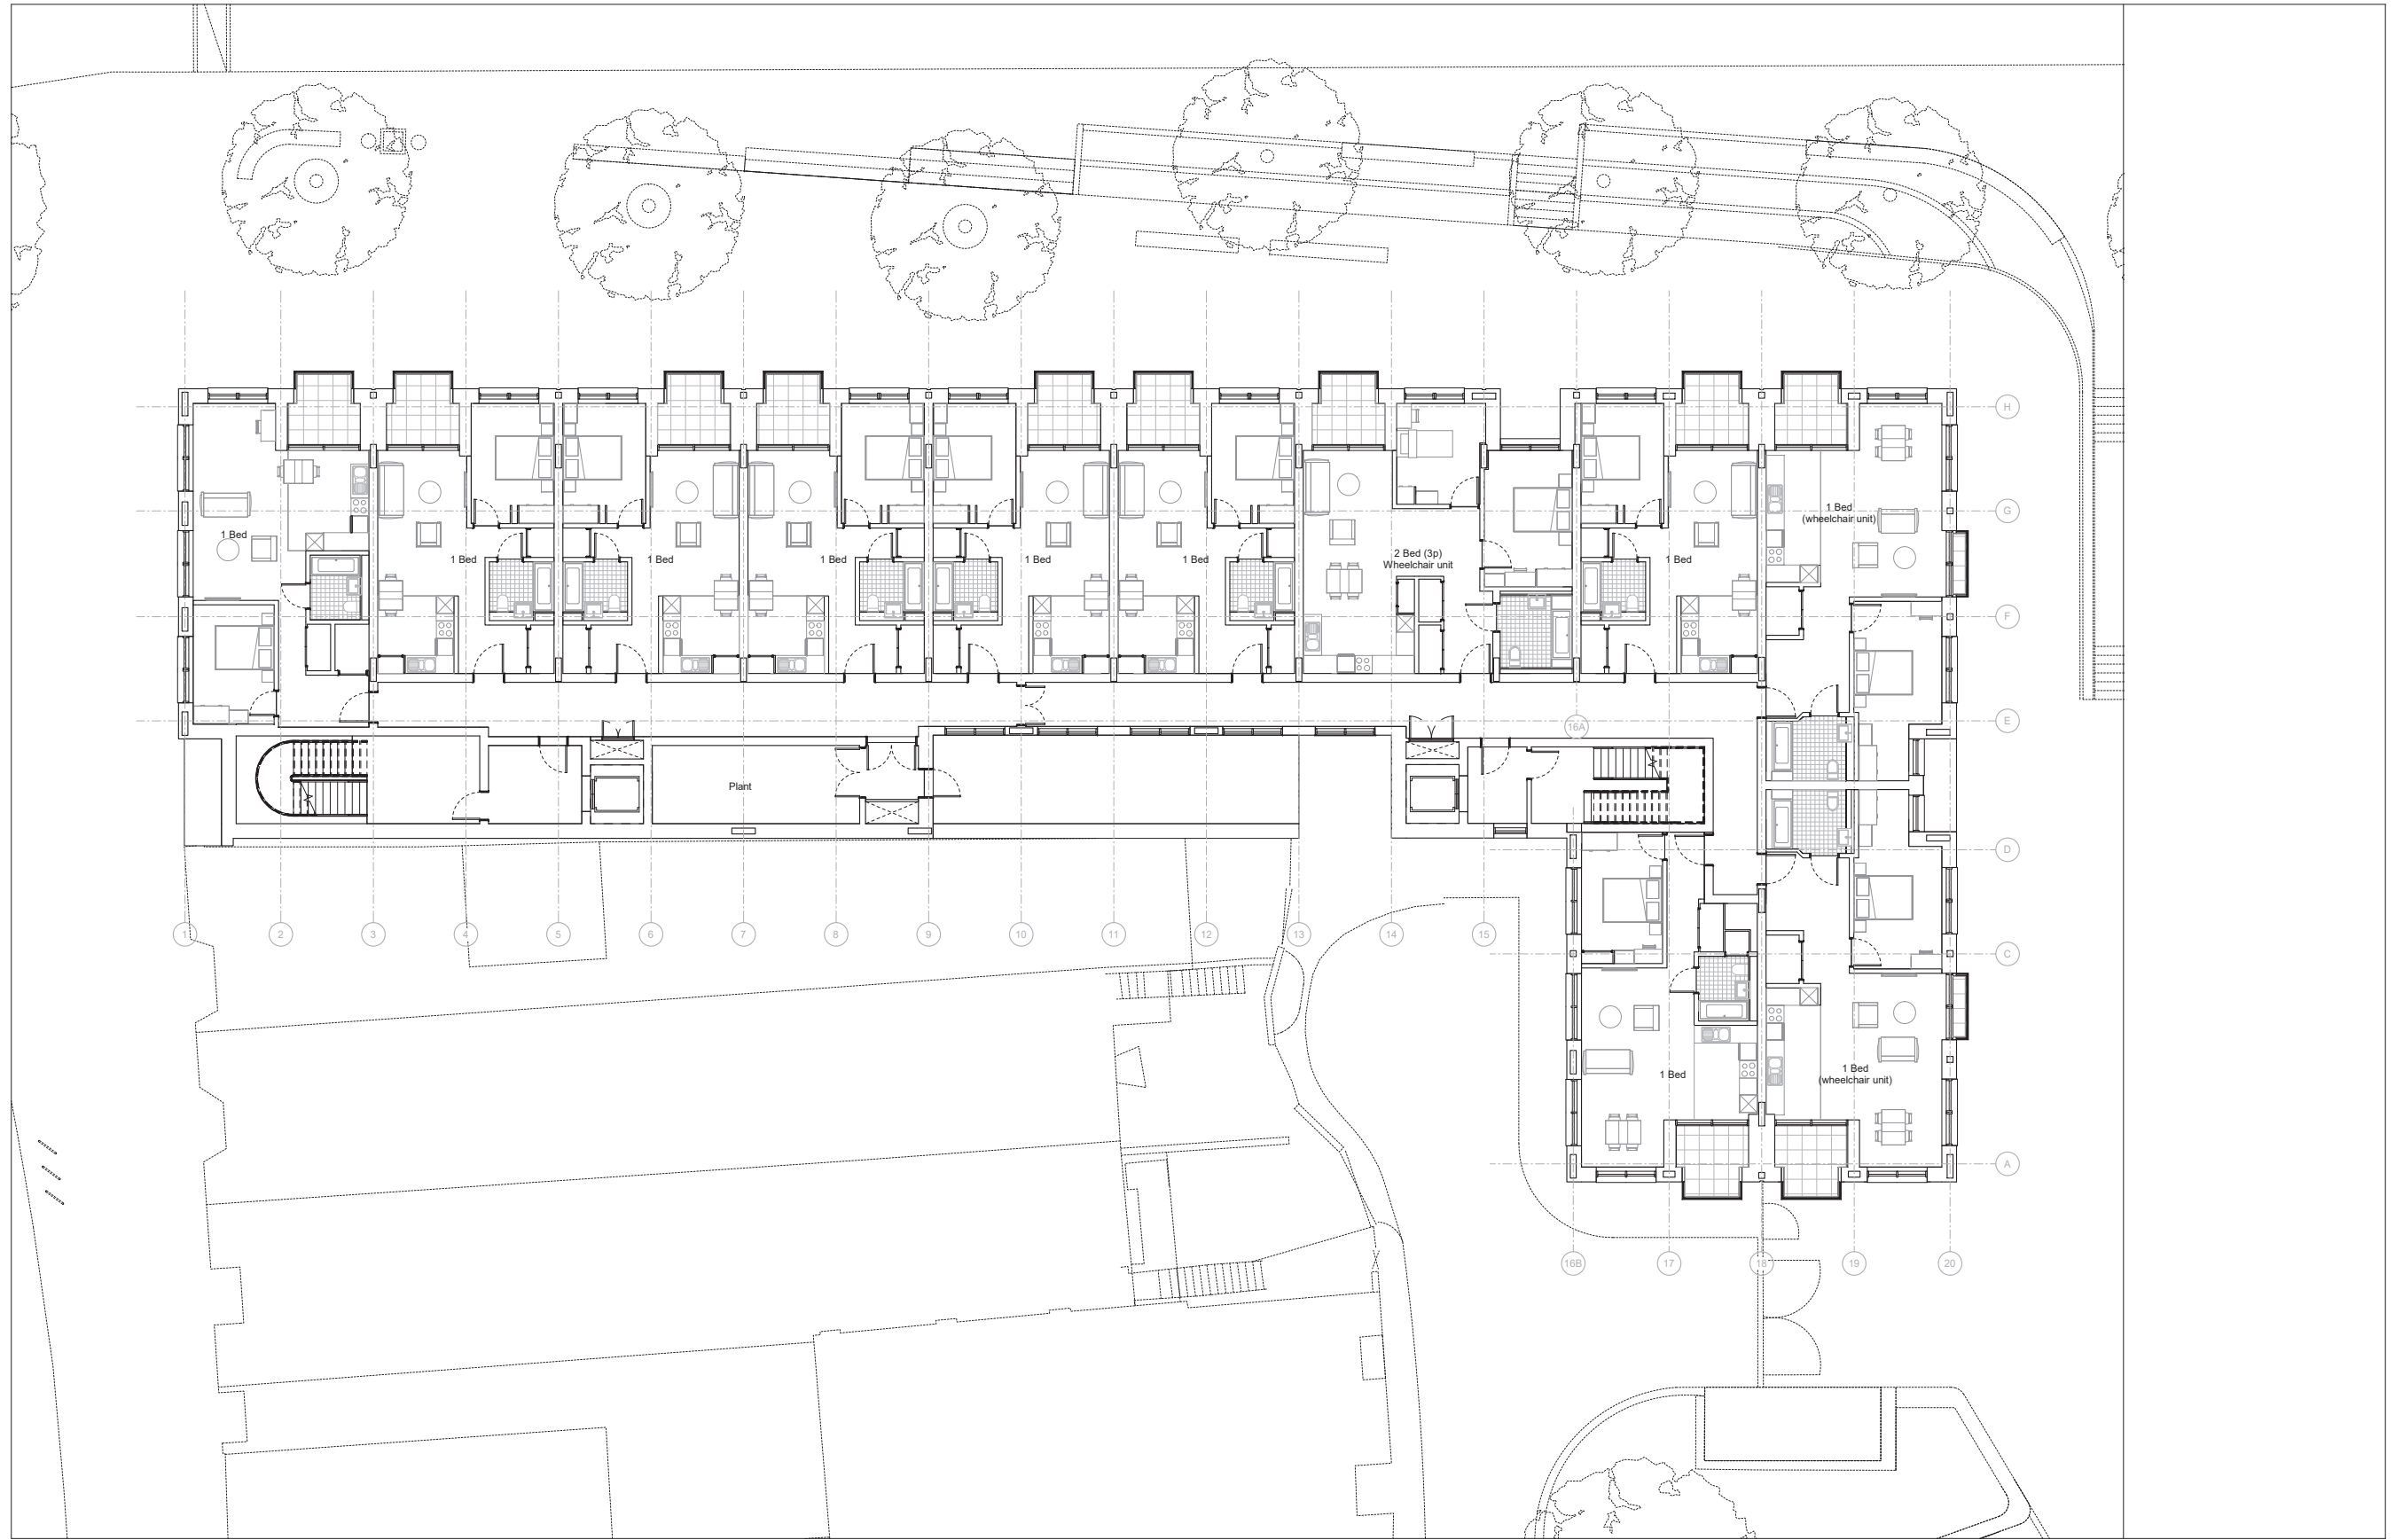 H
1 Bed
(wheelchair unit)
G
1 Bed
2 Bed (3p)
Wheelchair unit
1 Bed
1 Bed
1 Bed
1 Bed
1 Bed
1 Bed
F
E
16A
Plant
D
1
2
3
4
5
6
7
8
9
10
11
12
13
14
15
C
1 Bed
1 Bed
(wheelchair unit)
A
16B
17
18
19
20